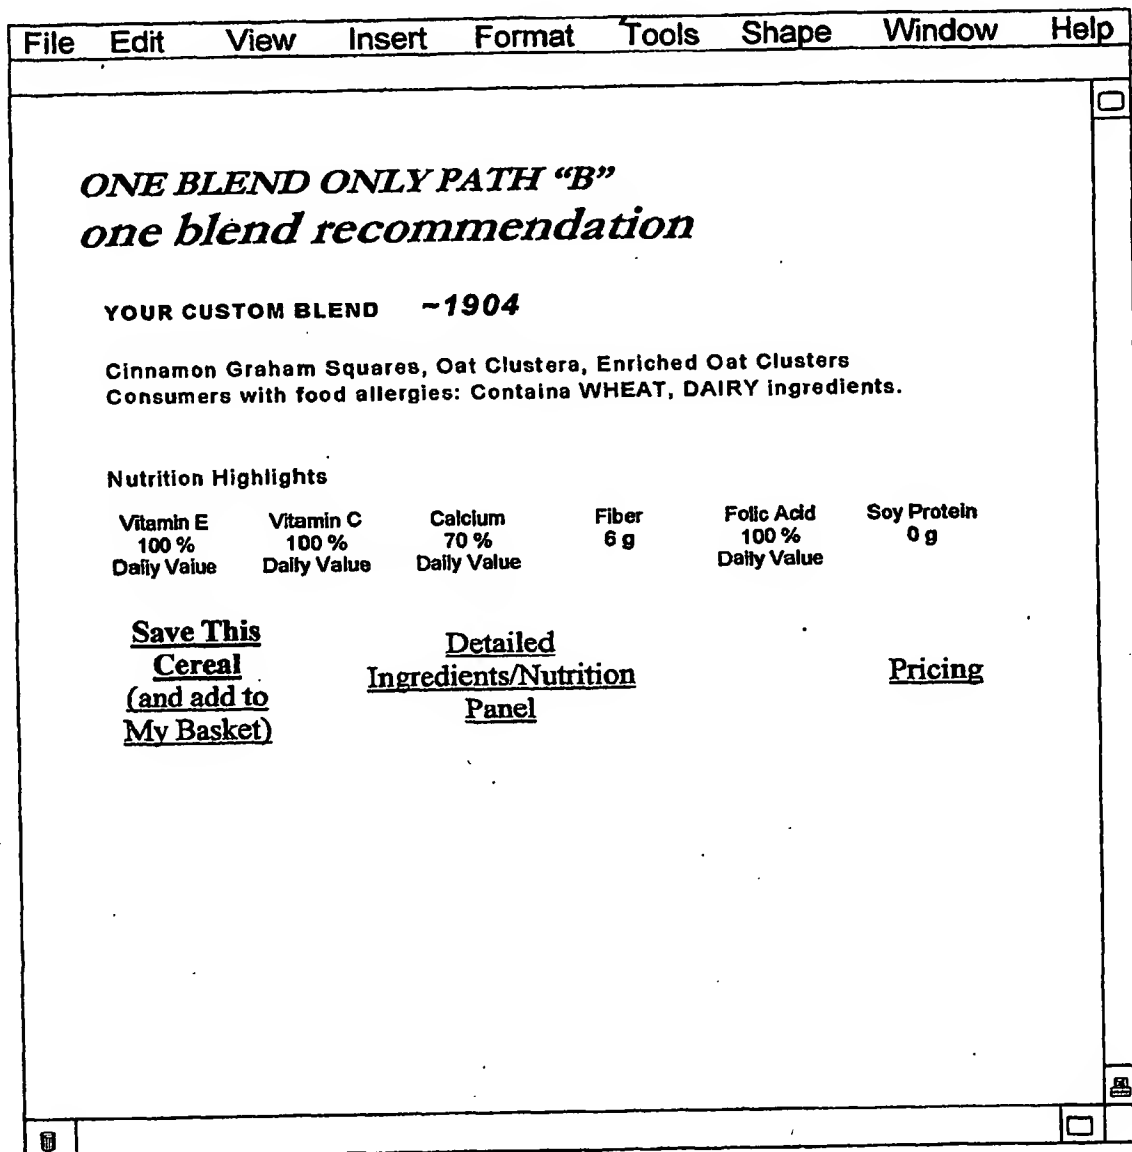 File Edit View Insert Format Tools Shape Window Help
ONE BLEND ONLY PATH “B”
one blend recommendation
YOUR CUSTOM BLEND ~1904
Cinnamon Graham Squares, Oat Clustera, Enriched Oat Clusters
Consumers with food allergies: Containa WHEAT, DAIRY ingredients.
Nutrition Highlights
Vitamin E Vitamin C Calcium Fiber Folic Acid Soy Protein
100 % 100 % 70 % 6 g 100 % 0 g
Daily Value Daily Value Daily Value Daily Value
Save This
Cereal
(and add to
My Basket)
Detailed
Ingredients/Nutrition
Panel
Pricing